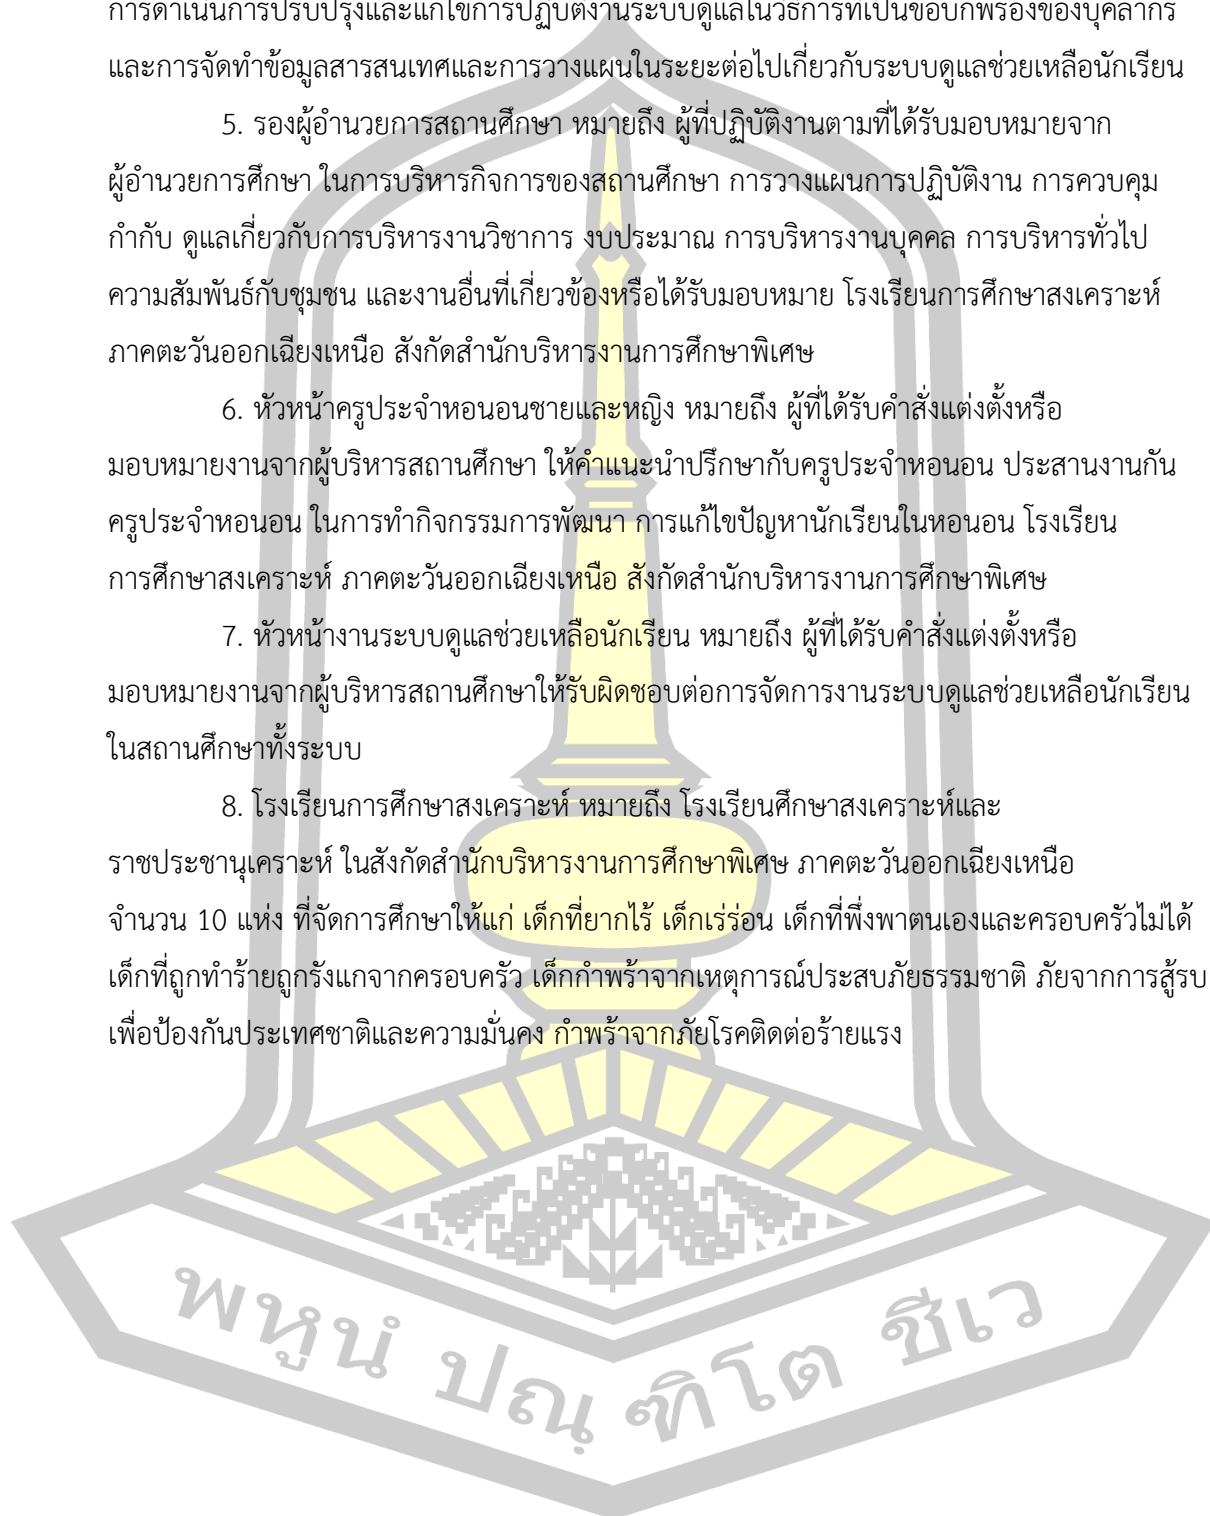 การดำเนินการปรับปรุงและแก้ไขการปฏิบัติงานระบบดูแลในวิธีการที่เป็นข้อบกพร่องของบุคลากร
และการจัดทำข้อมูลสารสนเทศและการวางแผนในระยะต่อไปเกี่ยวกับระบบดูแลช่วยเหลือนักเรียน
5. รองผู้อำนวยการสถานศึกษา หมายถึง ผู้ที่ปฏิบัติงานตามที่ได้รับมอบหมายจาก
ผู้อำนวยการศึกษา ในการบริหารกิจการของสถานศึกษา การวางแผนการปฏิบัติงาน การควบคุม
กำกับ ดูแลเกี่ยวกับการบริหารงานวิชาการ งบประมาณ การบริหารงานบุคคล การบริหารทั่วไป
ความสัมพันธ์กับชุมชน และงานอื่นที่เกี่ยวข้องหรือได้รับมอบหมาย โรงเรียนการศึกษาสงเคราะห์
ภาคตะวันออกเฉียงเหนือ สังกัดสำนักบริหารงานการศึกษาพิเศษ
6. หัวหน้าครูประจำหอนอนชายและหญิง หมายถึง ผู้ที่ได้รับคำสั่งแต่งตั้งหรือ
มอบหมายงานจากผู้บริหารสถานศึกษา ให้คำแนะนำปรึกษากับครูประจำหอนอน ประสานงานกัน
ครูประจำหอนอน ในการทำกิจกรรมการพัฒนา การแก้ไขปัญหานักเรียนในหอนอน โรงเรียน
การศึกษาสงเคราะห์ ภาคตะวันออกเฉียงเหนือ สังกัดสำนักบริหารงานการศึกษาพิเศษ
7. หัวหน้างานระบบดูแลช่วยเหลือนักเรียน หมายถึง ผู้ที่ได้รับคำสั่งแต่งตั้งหรือ
มอบหมายงานจากผู้บริหารสถานศึกษาให้รับผิดชอบต่อการจัดการงานระบบดูแลช่วยเหลือนักเรียน
ในสถานศึกษาทั้งระบบ
8. โรงเรียนการศึกษาสงเคราะห์ หมายถึง โรงเรียนศึกษาสงเคราะห์และ
ราชประชานุเคราะห์ ในสังกัดสำนักบริหารงานการศึกษาพิเศษ ภาคตะวันออกเฉียงเหนือ
จำนวน 10 แห่ง ที่จัดการศึกษาให้แก่ เด็กที่ยากไร้ เด็กเร่ร่อน เด็กที่พึ่งพาตนเองและครอบครัวไม่ได้
เด็กที่ถูกทำร้ายถูกรังแกจากครอบครัว เด็กกำพร้าจากเหตุการณ์ประสบภัยธรรมชาติ ภัยจากการสู้รบ
เพื่อป้องกันประเทศชาติและความมั่นคง กำพร้าจากภัยโรคติดต่อร้ายแรง
พหูนํ ปณฺฑิโต ชีเว